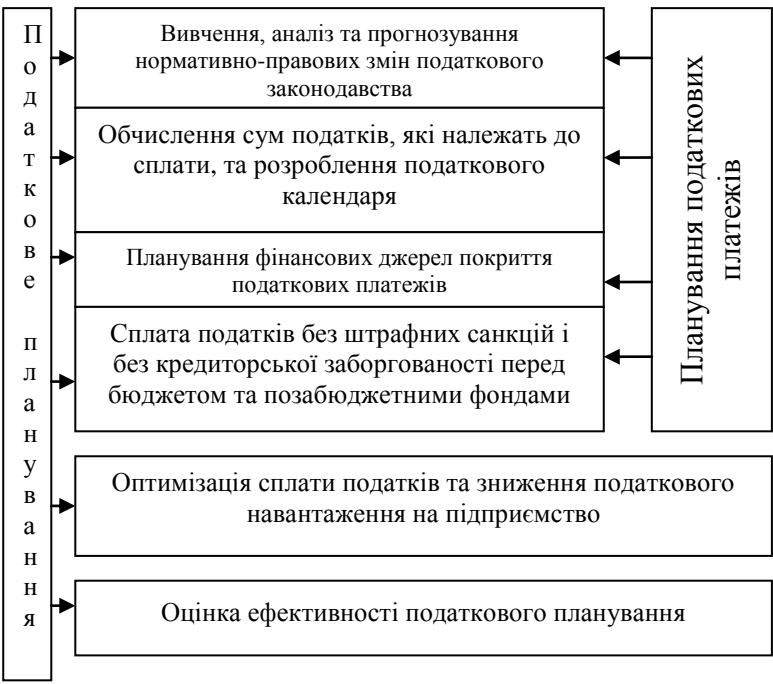 Податкове планування
Вивчення, аналіз та прогнозування
нормативно-правових змін податкового
законодавства
Обчислення сум податків, які належать до
сплати, та розроблення податкового
календаря
Планування фінансових джерел покриття
податкових платежів
Сплата податків без штрафних санкцій і
без кредиторської заборгованості перед
бюджетом та позабюджетними фондами
Планування податкових
платежів
Оптимізація сплати податків та зниження податкового
навантаження на підприємство
Оцінка ефективності податкового планування